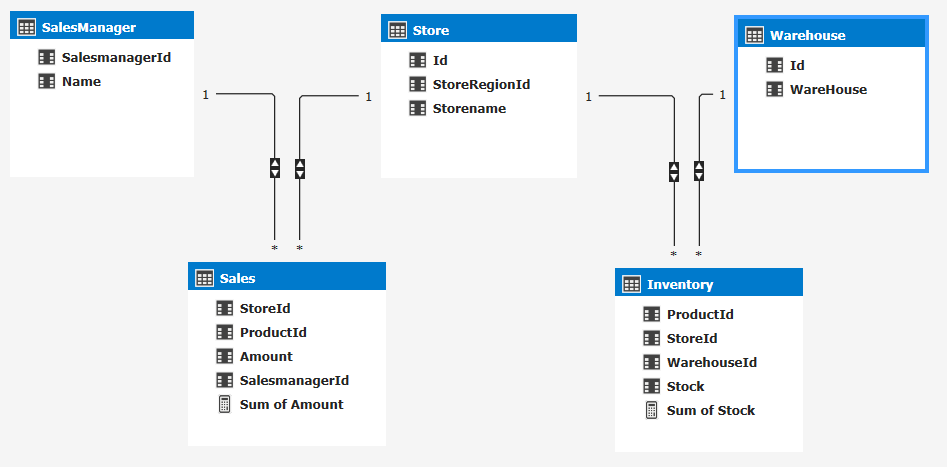 SalesManager
SalesmanagerId
Name
Store
Id
StoreRegionId
Storename
Warehouse
Id
WareHouse
1
1
1
1
*
*
*
*
Sales
StoreId
ProductId
Amount
SalesmanagerId
Sum of Amount
Inventory
ProductId
StoreId
WarehouseId
Stock
Sum of Stock